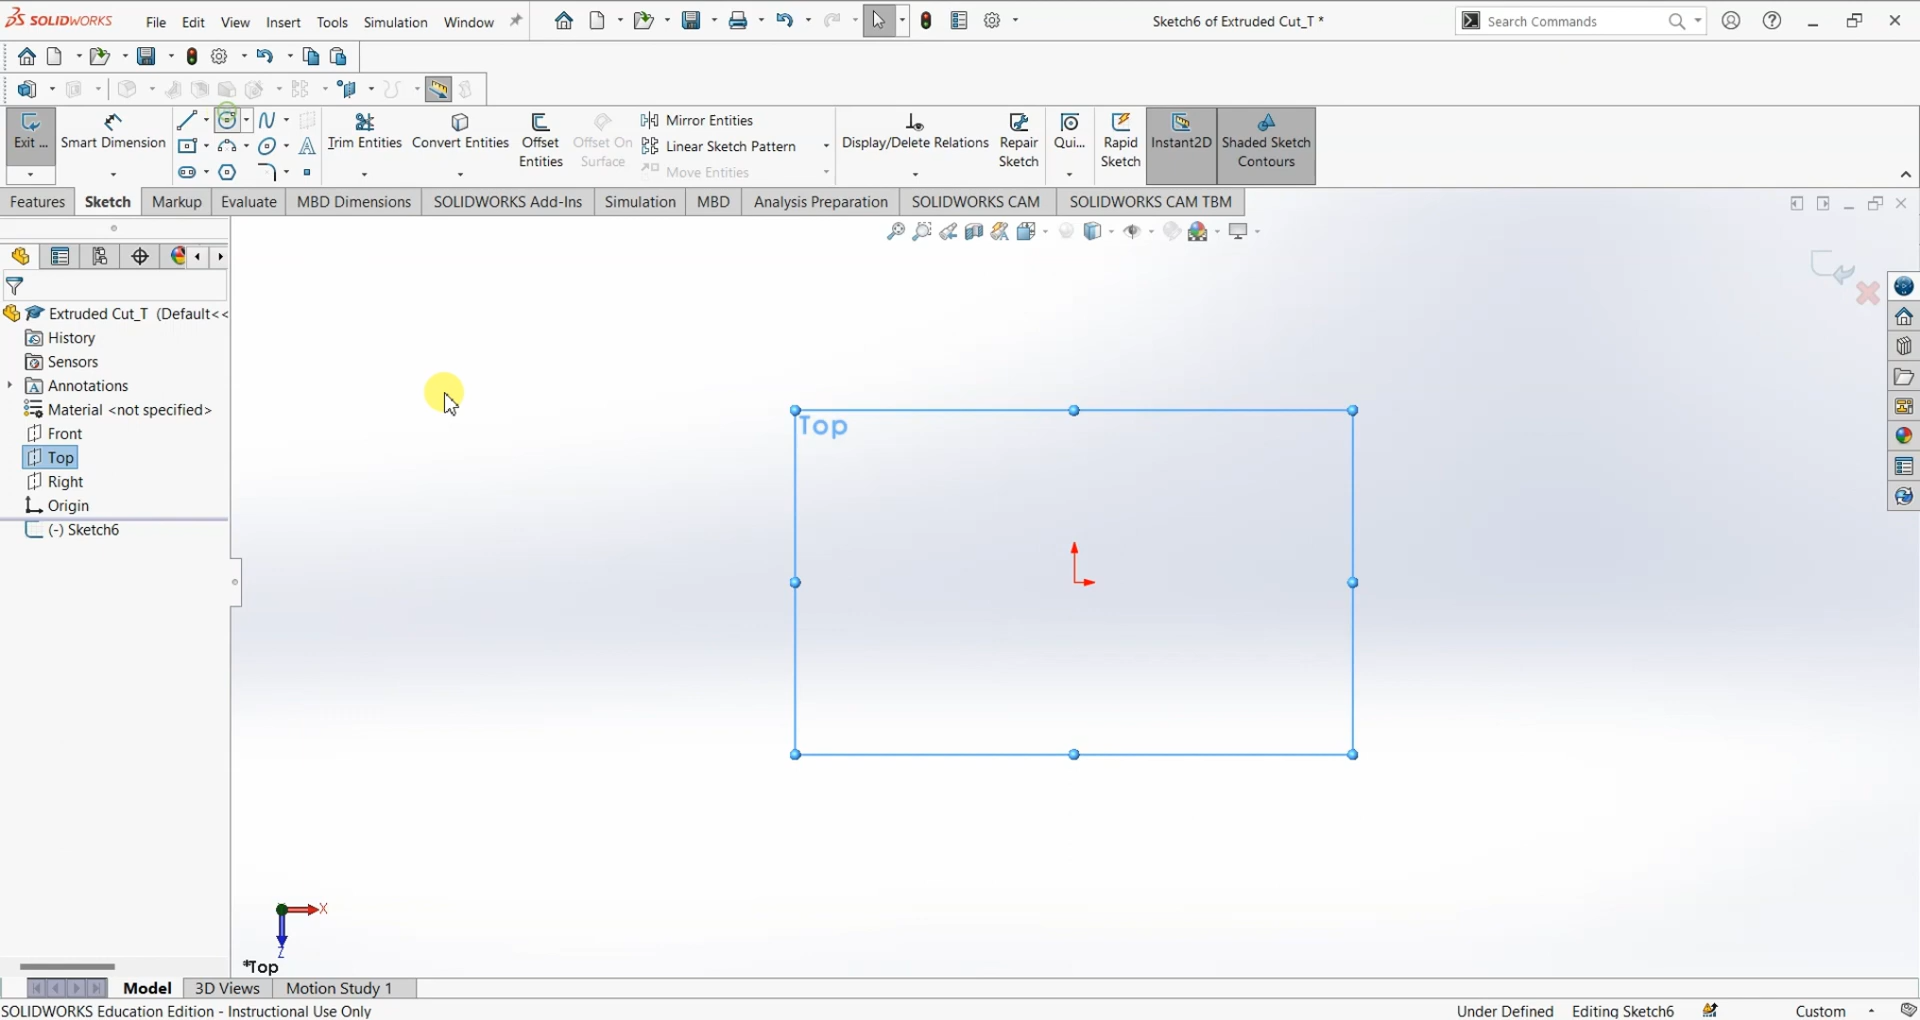 SOLIDWORKS File Edit View Insert Tools Simulation Window Sketch6 of Extruded Cut_T * Search Commands
Exit ... Smart Dimension Trim Entities Convert Entities Offset Entities Offset On Surface Mirror Entities Display/Delete Relations Repair Sketch Qui... Rapid Sketch Instant2D Shaded Sketch Contours
Linear Sketch Pattern
Move Entities
Features Sketch Markup Evaluate MBD Dimensions SOLIDWORKS Add-Ins Simulation MBD Analysis Preparation SOLIDWORKS CAM SOLIDWORKS CAM TBM
Extruded Cut_T (Default<<
History
Sensors
Annotations
Material <not specified>
Front
Top
Right
Origin
(-) Sketch6
Top
X
Z
*Top
Model 3D Views Motion Study 1
SOLIDWORKS Education Edition - Instructional Use Only Under Defined Editing Sketch6 Custom